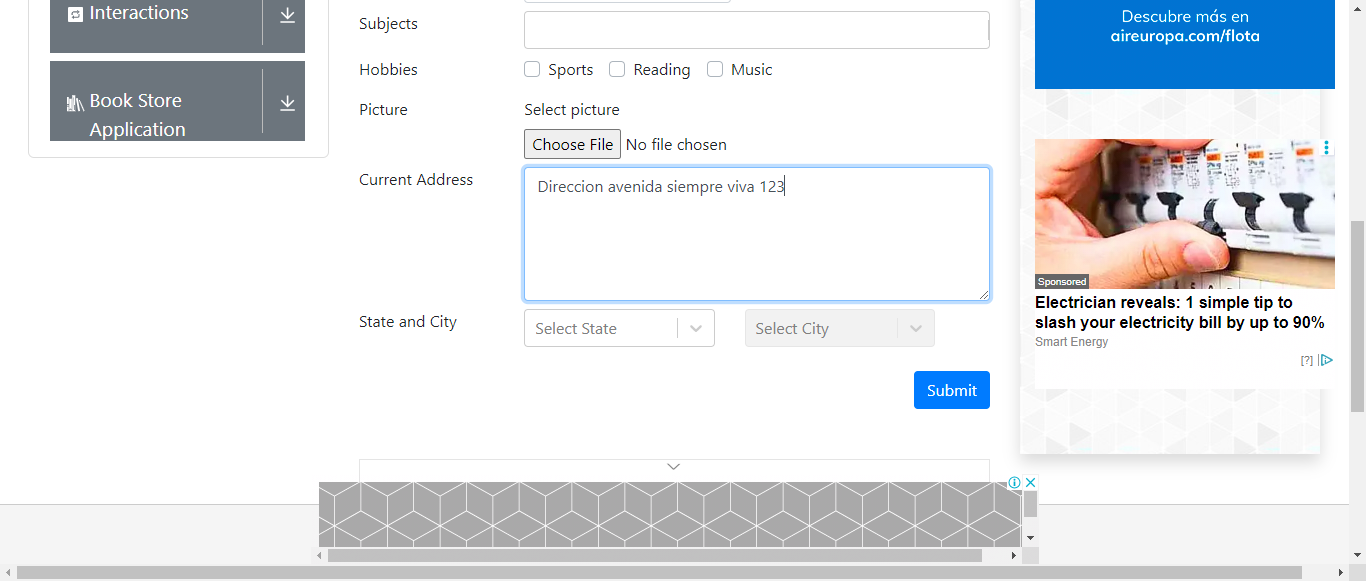 Interactions
Book Store
Application
Subjects
Hobbies
Sports
Reading
Music
Picture
Select picture
Choose File No file chosen
Current Address
Direccion avenida siempre viva 123
State and City
Select State
Select City
Submit
Descubre más en
aireuropa.com/flota
Sponsored
Electrician reveals: 1 simple tip to
slash your electricity bill by up to 90%
Smart Energy
[?]